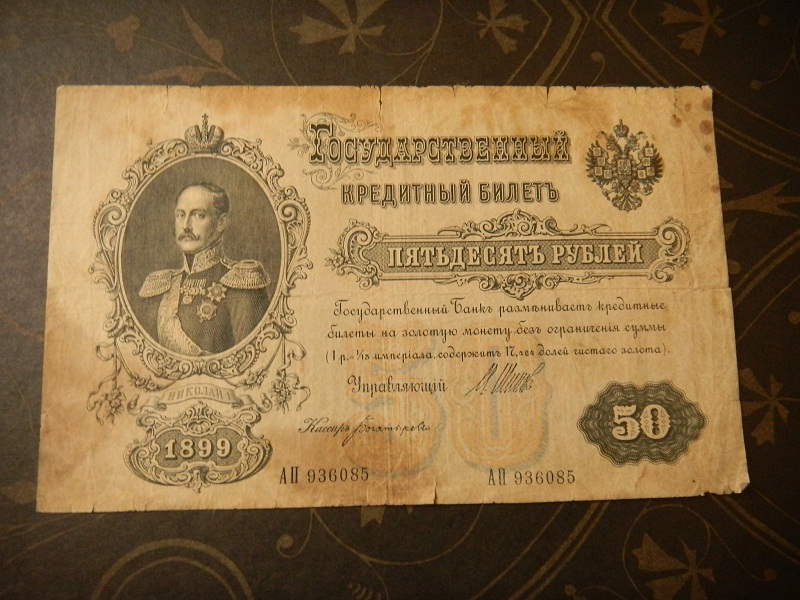 Государственный
кредитный билетъ
пятьдесятъ рублей
Государственный Банкъ размѣниваетъ кредитные
билеты на золотую монету безъ ограниченія суммы
(1 р.= 1/15 имперіала, содержитъ 17,424 долей чистаго золота).
Управляющій
Николай I
Кассиръ
1899
50
АП 936085
АП 936085